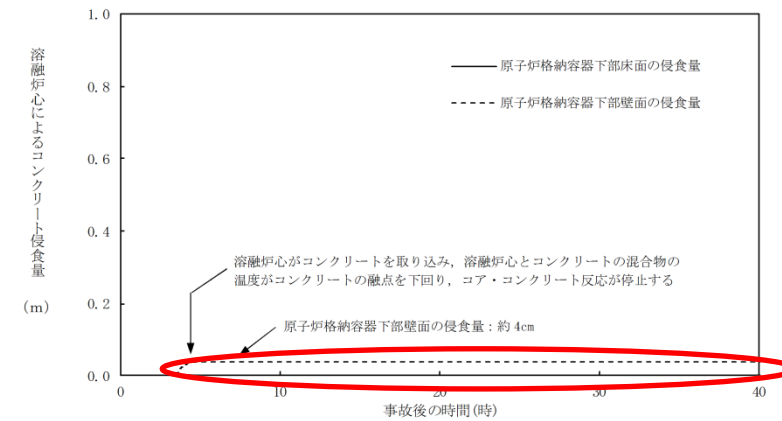 溶融炉心によるコンクリート侵食量
(m)
1.0
0.8
0.6
0.4
0.2
0.0
原子炉格納容器下部床面の侵食量
原子炉格納容器下部壁面の侵食量
溶融炉心がコンクリートを取り込み，溶融炉心とコンクリートの混合物の
温度がコンクリートの融点を下回り，コア・コンクリート反応が停止する
原子炉格納容器下部壁面の侵食量：約 4cm
0
10
20
30
40
事故後の時間(時)